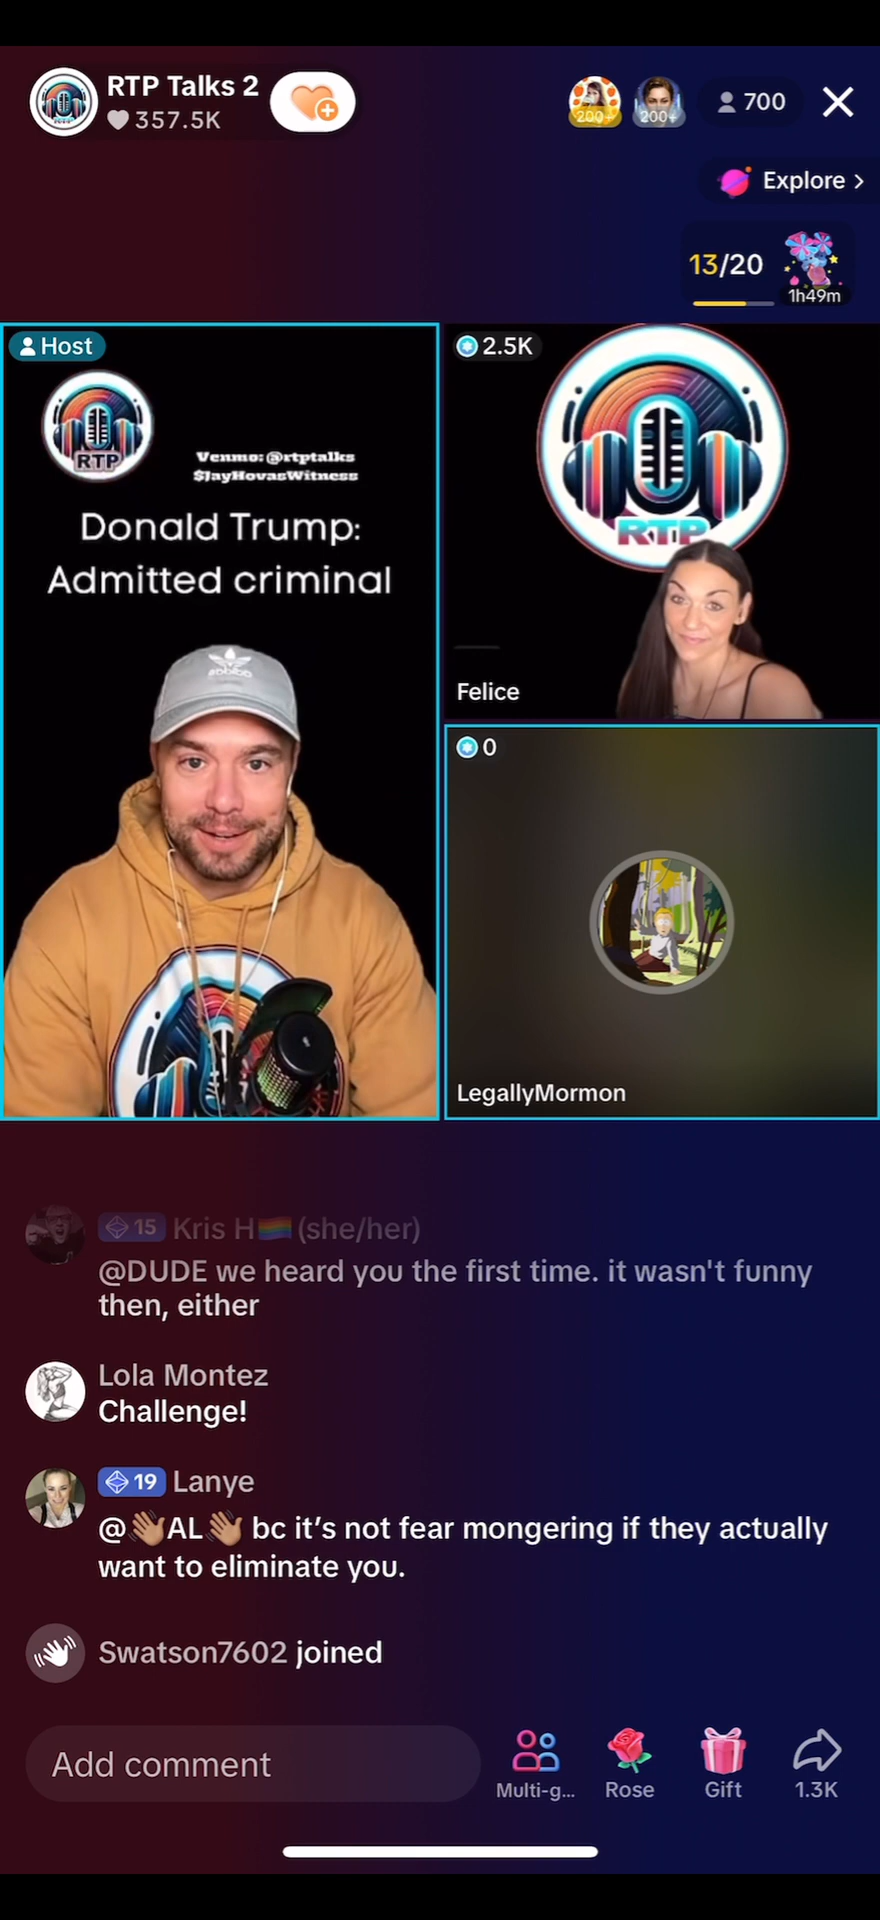 RTP Talks 2
357.5K
200+
200+
700
Explore >
13/20
1h49m
Host
RTP
Venmo: @rtptalks
$JayHovasWitness
Donald Trump:
Admitted criminal
adidas
2.5K
RTP
Felice
0
LegallyMormon
15 Kris H🏳️‍🌈(she/her)
@DUDE we heard you the first time. it wasn't funny
then, either
Lola Montez
Challenge!
19 Lanye
@👋🏽AL👋🏽 bc it’s not fear mongering if they actually
want to eliminate you.
Swatson7602 joined
Add comment
Multi-g...
Rose
Gift
1.3K